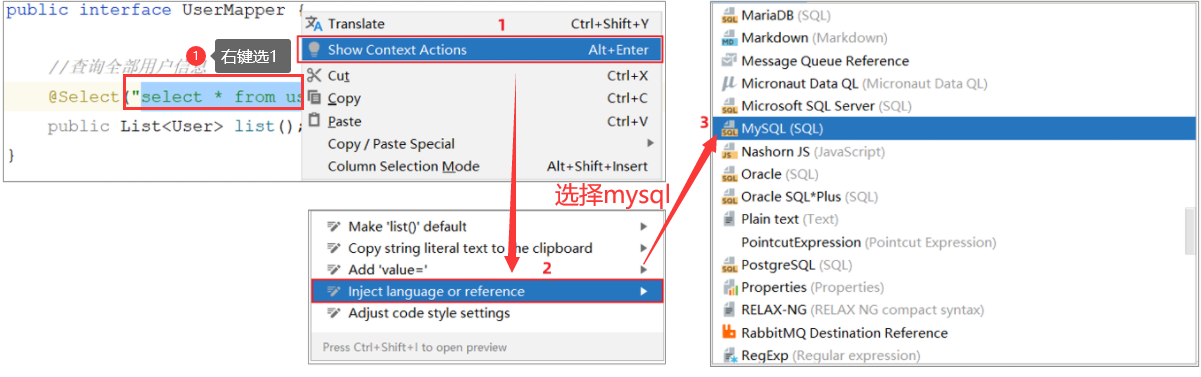 public interface UserMapper {
//查询全部用户信息
@Select("select * from us
public List<User> list();
}
1
右键选1
Translate Ctrl+Shift+Y
1
Show Context Actions Alt+Enter
Cut Ctrl+X
Copy Ctrl+C
Paste Ctrl+V
Copy / Paste Special
Column Selection Mode Alt+Shift+Insert
选择mysql
Make 'list()' default
Copy string literal text to the clipboard
Add 'value='
2
Inject language or reference
Adjust code style settings
Press Ctrl+Shift+I to open preview
3
MariaDB (SQL)
Markdown (Markdown)
Message Queue Reference
Micronaut Data QL (Micronaut Data QL)
Microsoft SQL Server (SQL)
MySQL (SQL)
Nashorn JS (JavaScript)
Oracle (SQL)
Oracle SQL*Plus (SQL)
Plain text (Text)
PointcutExpression (Pointcut Expression)
PostgreSQL (SQL)
Properties (Properties)
RELAX-NG (RELAX NG compact syntax)
RabbitMQ Destination Reference
RegExp (Regular expression)